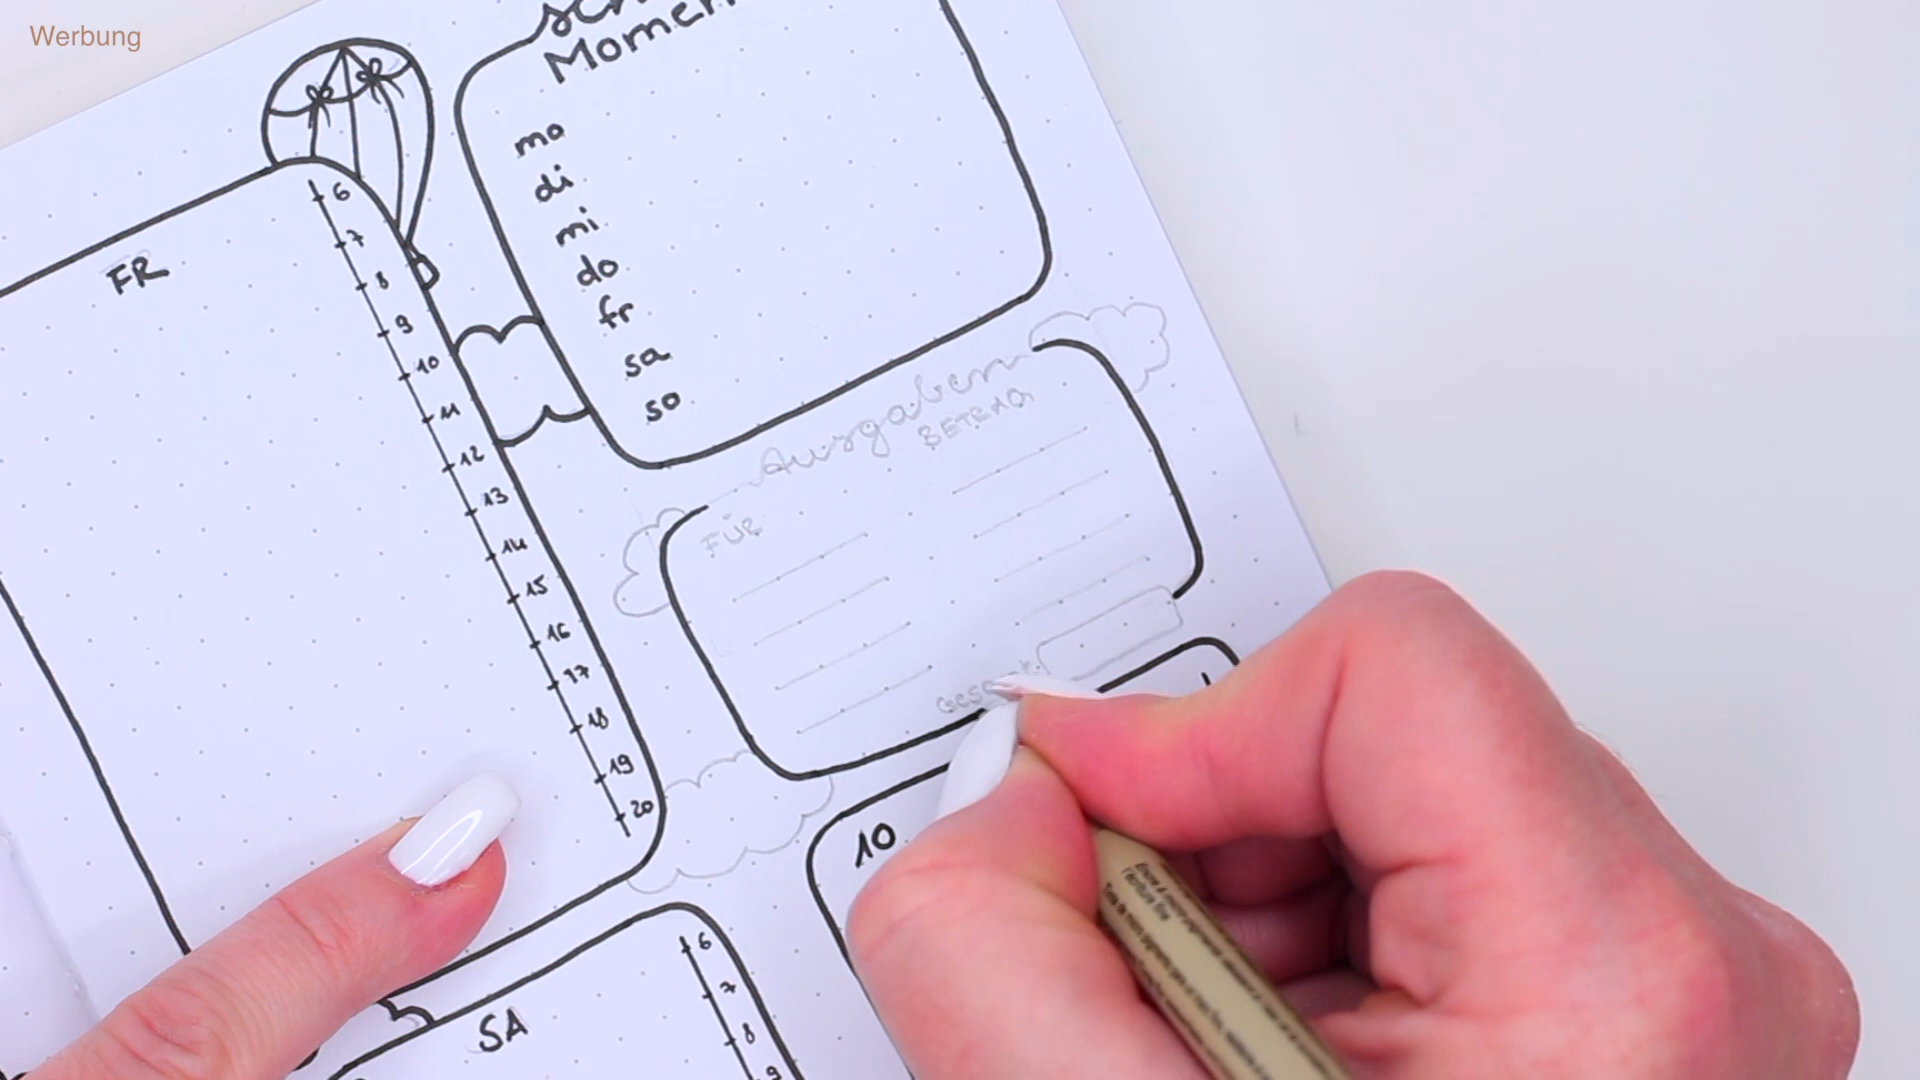 Werbung
Momen
mo
di
mi
do
fr
sa
so
FR
6
7
8
9
10
11
12
13
14
15
16
17
18
19
20
Ausgaben
FÜR
BETRAG
10
SA
6
7
8
9